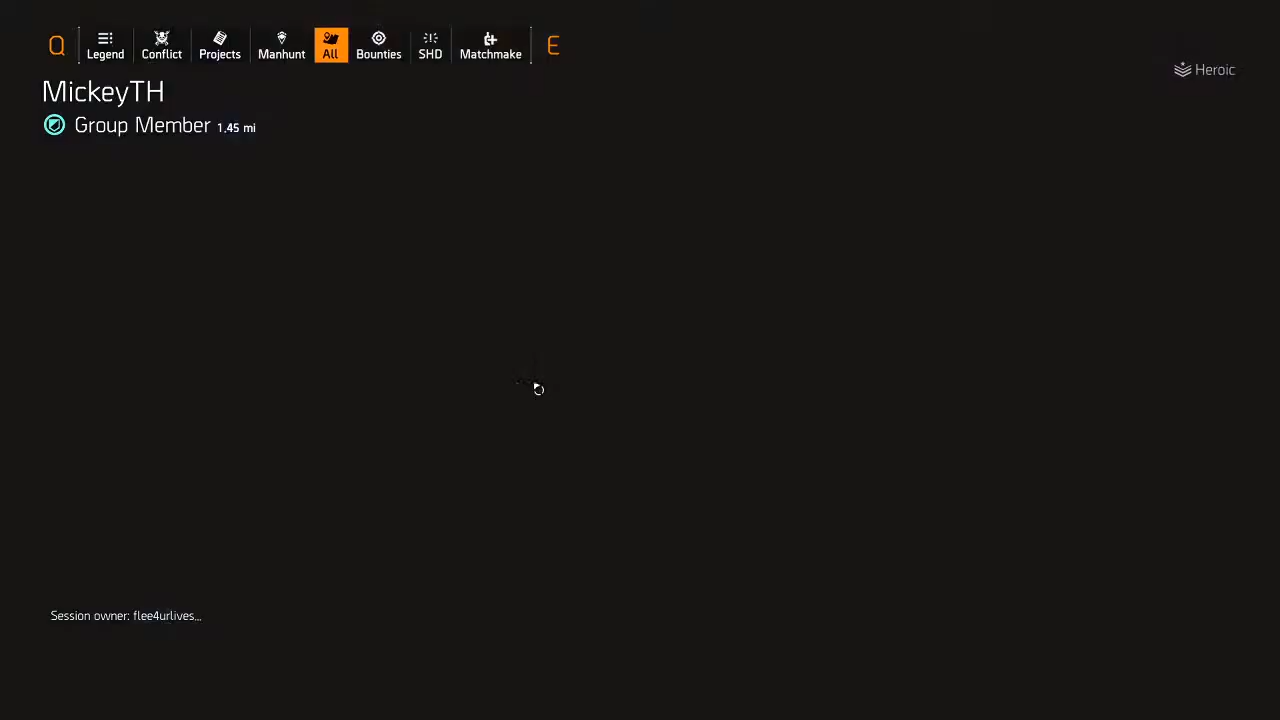 Q Legend Conflict Projects Manhunt All Bounties SHD Matchmake E
Heroic
MickeyTH
Group Member 1.45 mi
Session owner: flee4urlives...